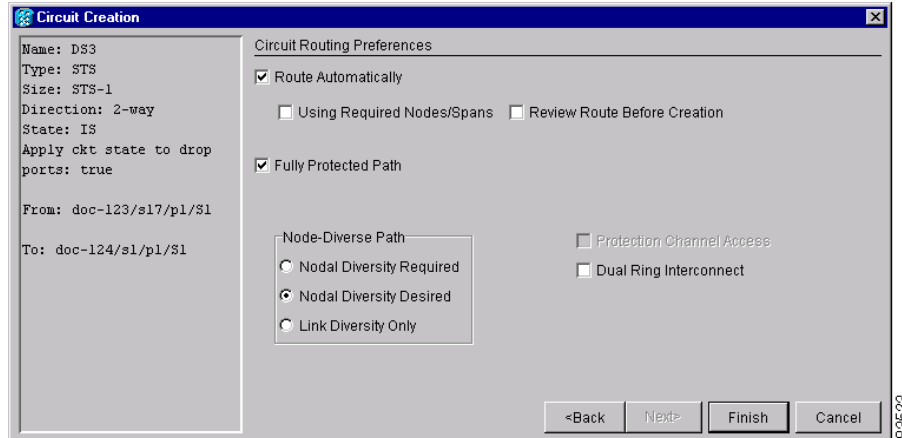 Circuit Creation
Name: DS3
Type: STS
Size: STS-1
Direction: 2-way
State: IS
Apply ckt state to drop
ports: true
From: doc-123/s17/p1/S1
To: doc-124/s1/p1/S1
Circuit Routing Preferences
Route Automatically
Using Required Nodes/Spans
Review Route Before Creation
Fully Protected Path
Node-Diverse Path
Nodal Diversity Required
Nodal Diversity Desired
Link Diversity Only
Protection Channel Access
Dual Ring Interconnect
<Back
Next>
Finish
Cancel